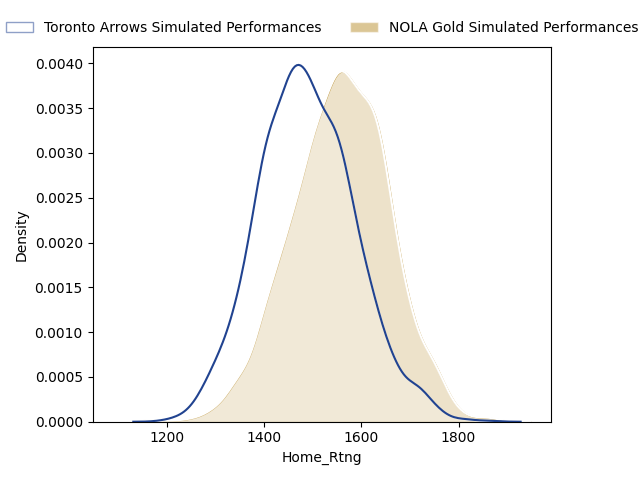 Toronto Arrows Simulated Performances NOLA Gold Simulated Performances
0.0040
0.0035
0.0030
0.0025
0.0020
0.0015
0.0010
0.0005
0.0000
Density
1200 1400 1600 1800
Home_Rtng